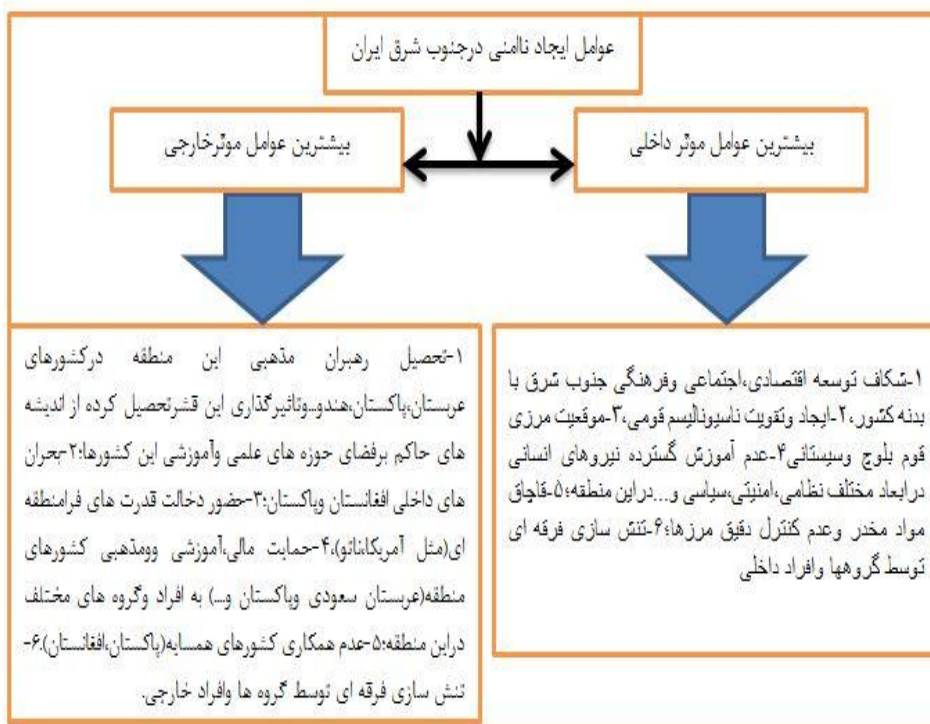 عوامل ایجاد ناامنی درجنوب شرق ایران
بیشترین عوامل موثر داخلی
بیشترین عوامل موثرخارجی
۱-شکاف توسعه اقتصادی،اجتماعی وفرهنگی جنوب شرق با
بدنه کشور،۲-ایجاد وتقویت ناسیونالیسم قومی،۳-موقعیت مرزی
قوم بلوچ وسیستانی۴-عدم آموزش گسترده نیروهای انسانی
درابعاد مختلف نظامی،امنیتی،سیاسی و...دراین منطقه؛۵-قاچاق
مواد مخدر وعدم کنترل دقیق مرزها؛۶-تنش سازی فرقه ای
توسط گروهها وافراد داخلی
۱-تحصیل رهبران مذهبی این منطقه درکشورهای
عربستان،پاکستان،هندو...وتاثیرگذاری این قشرتحصیل کرده از اندیشه
های حاکم برفضای حوزه های علمی وآموزشی این کشورها؛۲-بحران
های داخلی افغانستان وپاکستان؛۳-حضور دخالت قدرت های فرامنطقه
ای(مثل آمریکا،ناتو)،۴-حمایت مالی،آموزشی وومذهبی کشورهای
منطقه(عربستان سعودی وپاکستان و...) به افراد وگروه های مختلف
دراین منطقه؛۵-عدم همکاری کشورهای همسایه(پاکستان،افغانستان).۶-
تنش سازی فرقه ای توسط گروه ها وافراد خارجی.